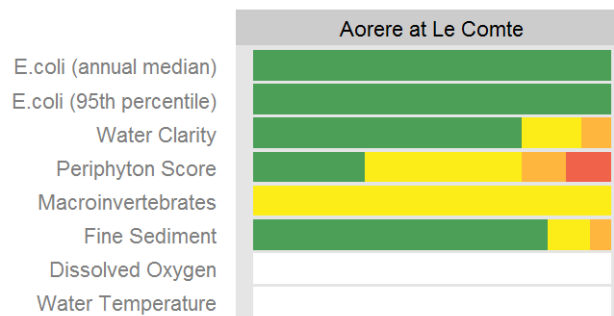 Aorere at Le Comte
E.coli (annual median)
E.coli (95th percentile)
Water Clarity
Periphyton Score
Macroinvertebrates
Fine Sediment
Dissolved Oxygen
Water Temperature